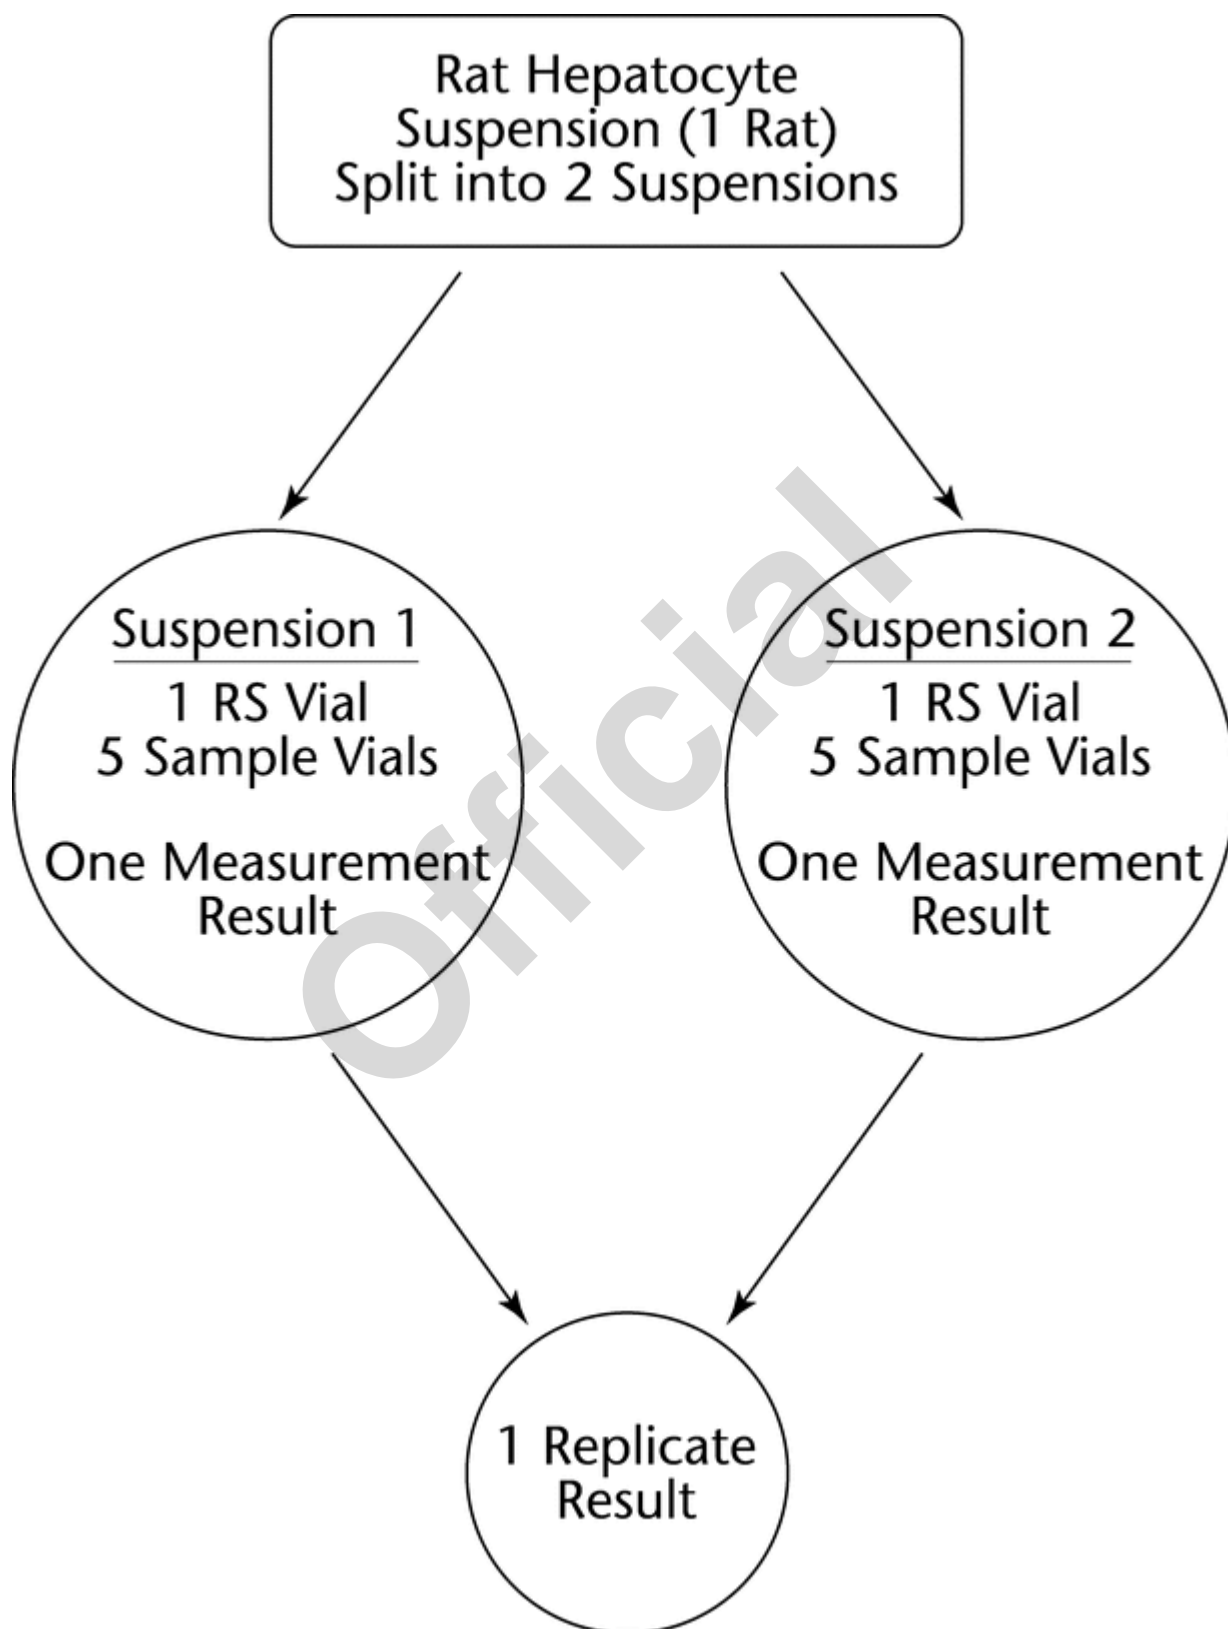 Rat Hepatocyte
Suspension (1 Rat)
Split into 2 Suspensions
Suspension 1
1 RS Vial
5 Sample Vials
One Measurement
Result
Suspension 2
1 RS Vial
5 Sample Vials
One Measurement
Result
Official
1 Replicate
Result